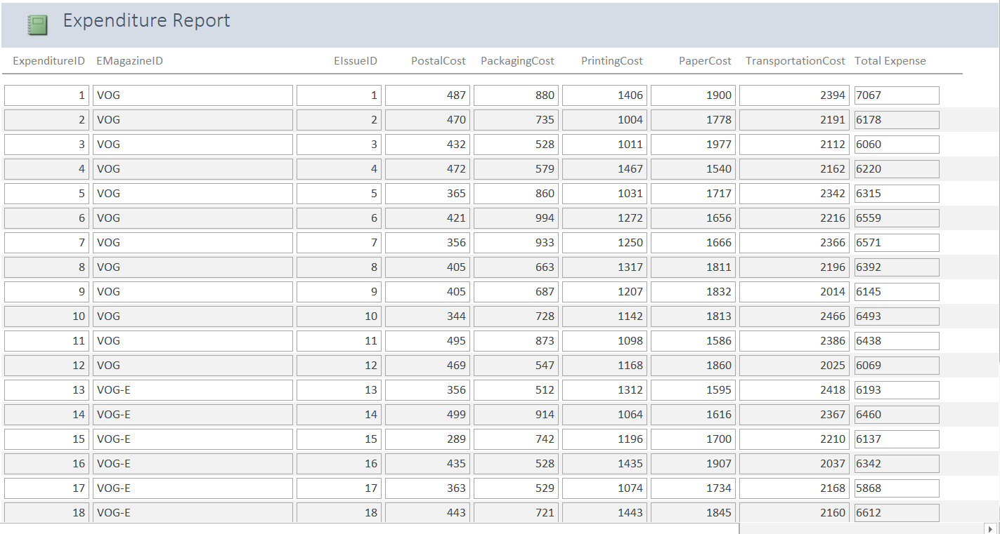 Expenditure Report
ExpenditureID EMagazineID EIssueID PostalCost PackagingCost PrintingCost PaperCost TransportationCost Total Expense
1 VOG 1 487 880 1406 1900 2394 7067
2 VOG 2 470 735 1004 1778 2191 6178
3 VOG 3 432 528 1011 1977 2112 6060
4 VOG 4 472 579 1467 1540 2162 6220
5 VOG 5 365 860 1031 1717 2342 6315
6 VOG 6 421 994 1272 1656 2216 6559
7 VOG 7 356 933 1250 1666 2366 6571
8 VOG 8 405 663 1317 1811 2196 6392
9 VOG 9 405 687 1207 1832 2014 6145
10 VOG 10 344 728 1142 1813 2466 6493
11 VOG 11 495 873 1098 1586 2386 6438
12 VOG 12 469 547 1168 1860 2025 6069
13 VOG-E 13 356 512 1312 1595 2418 6193
14 VOG-E 14 499 914 1064 1616 2367 6460
15 VOG-E 15 289 742 1196 1700 2210 6137
16 VOG-E 16 435 528 1435 1907 2037 6342
17 VOG-E 17 363 529 1074 1734 2168 5868
18 VOG-E 18 443 721 1443 1845 2160 6612